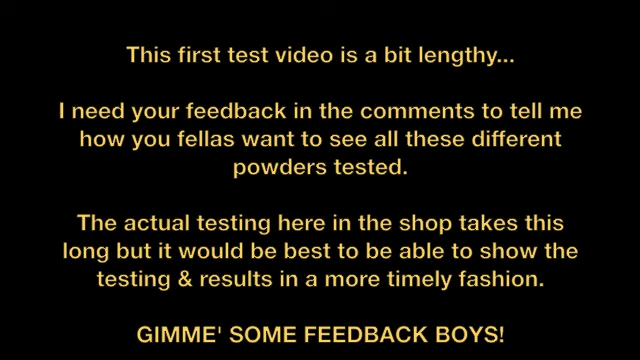 This first test video is a bit lengthy...
I need your feedback in the comments to tell me
how you fellas want to see all these different
powders tested.
The actual testing here in the shop takes this
long but it would be best to be able to show the
testing & results in a more timely fashion.
GIMME' SOME FEEDBACK BOYS!